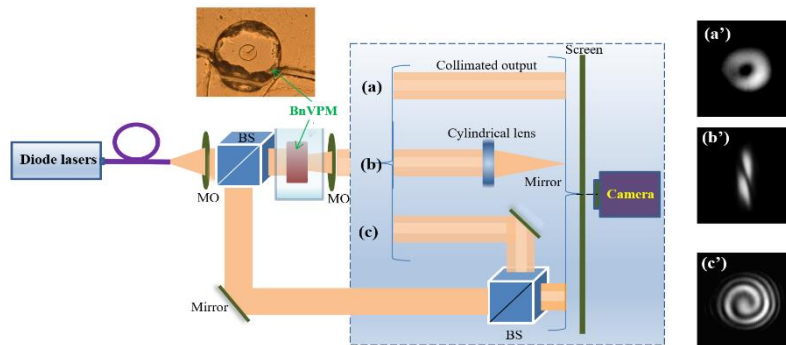 Screen
(a)
Collimated output
(a')
BnVPM
BS
Cylindrical lens
Diode lasers
(b)
Mirror
(b')
MO
MO
Camera
(c)
(c')
Mirror
BS